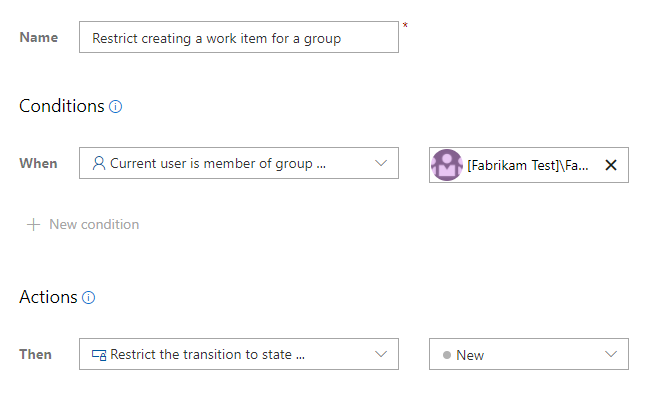 Name Restrict creating a work item for a group *
Conditions
When Current user is member of group ... [Fabrikam Test]\Fa...
New condition
Actions
Then Restrict the transition to state ... New